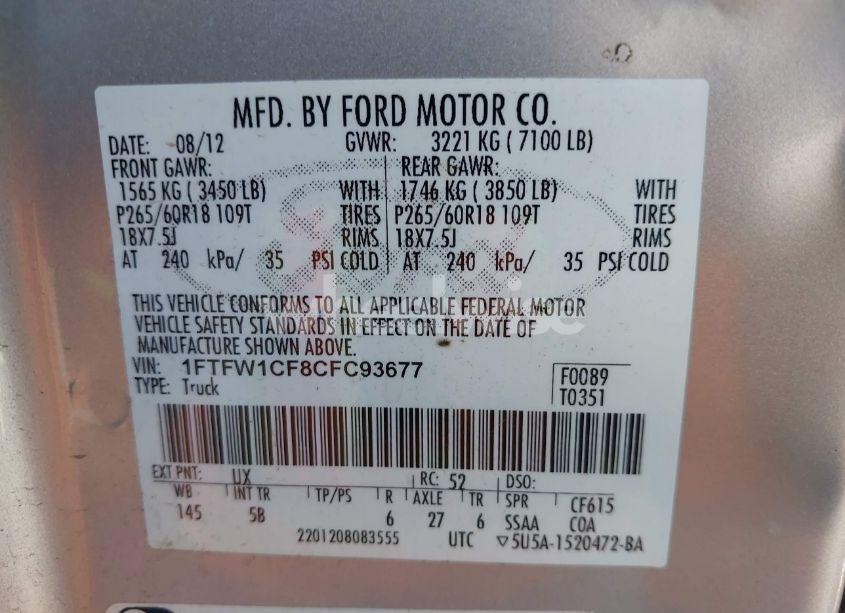 MFD. BY FORD MOTOR CO.
DATE: 08/12 GVWR: 3221 KG ( 7100 LB)
FRONT GAWR: REAR GAWR:
1565 KG ( 3450 LB) WITH 1746 KG ( 3850 LB) WITH
P265/60R18 109T TIRES P265/60R18 109T TIRES
18X7.5J RIMS 18X7.5J RIMS
AT 240 kPa/ 35 PSI COLD AT 240 kPa/ 35 PSI COLD
THIS VEHICLE CONFORMS TO ALL APPLICABLE FEDERAL MOTOR
VEHICLE SAFETY STANDARDS IN EFFECT ON THE DATE OF
MANUFACTURE SHOWN ABOVE.
VIN: 1FTFW1CF8CFC93677 F0089
TYPE: Truck T0351
EXT PNT: UX RC: 52 DSO:
WB INT TR TP/PS R AXLE TR SPR CF615
145 5B 6 27 6 SSAA COA
2201208083555 UTC ▽5U5A-1520472-BA